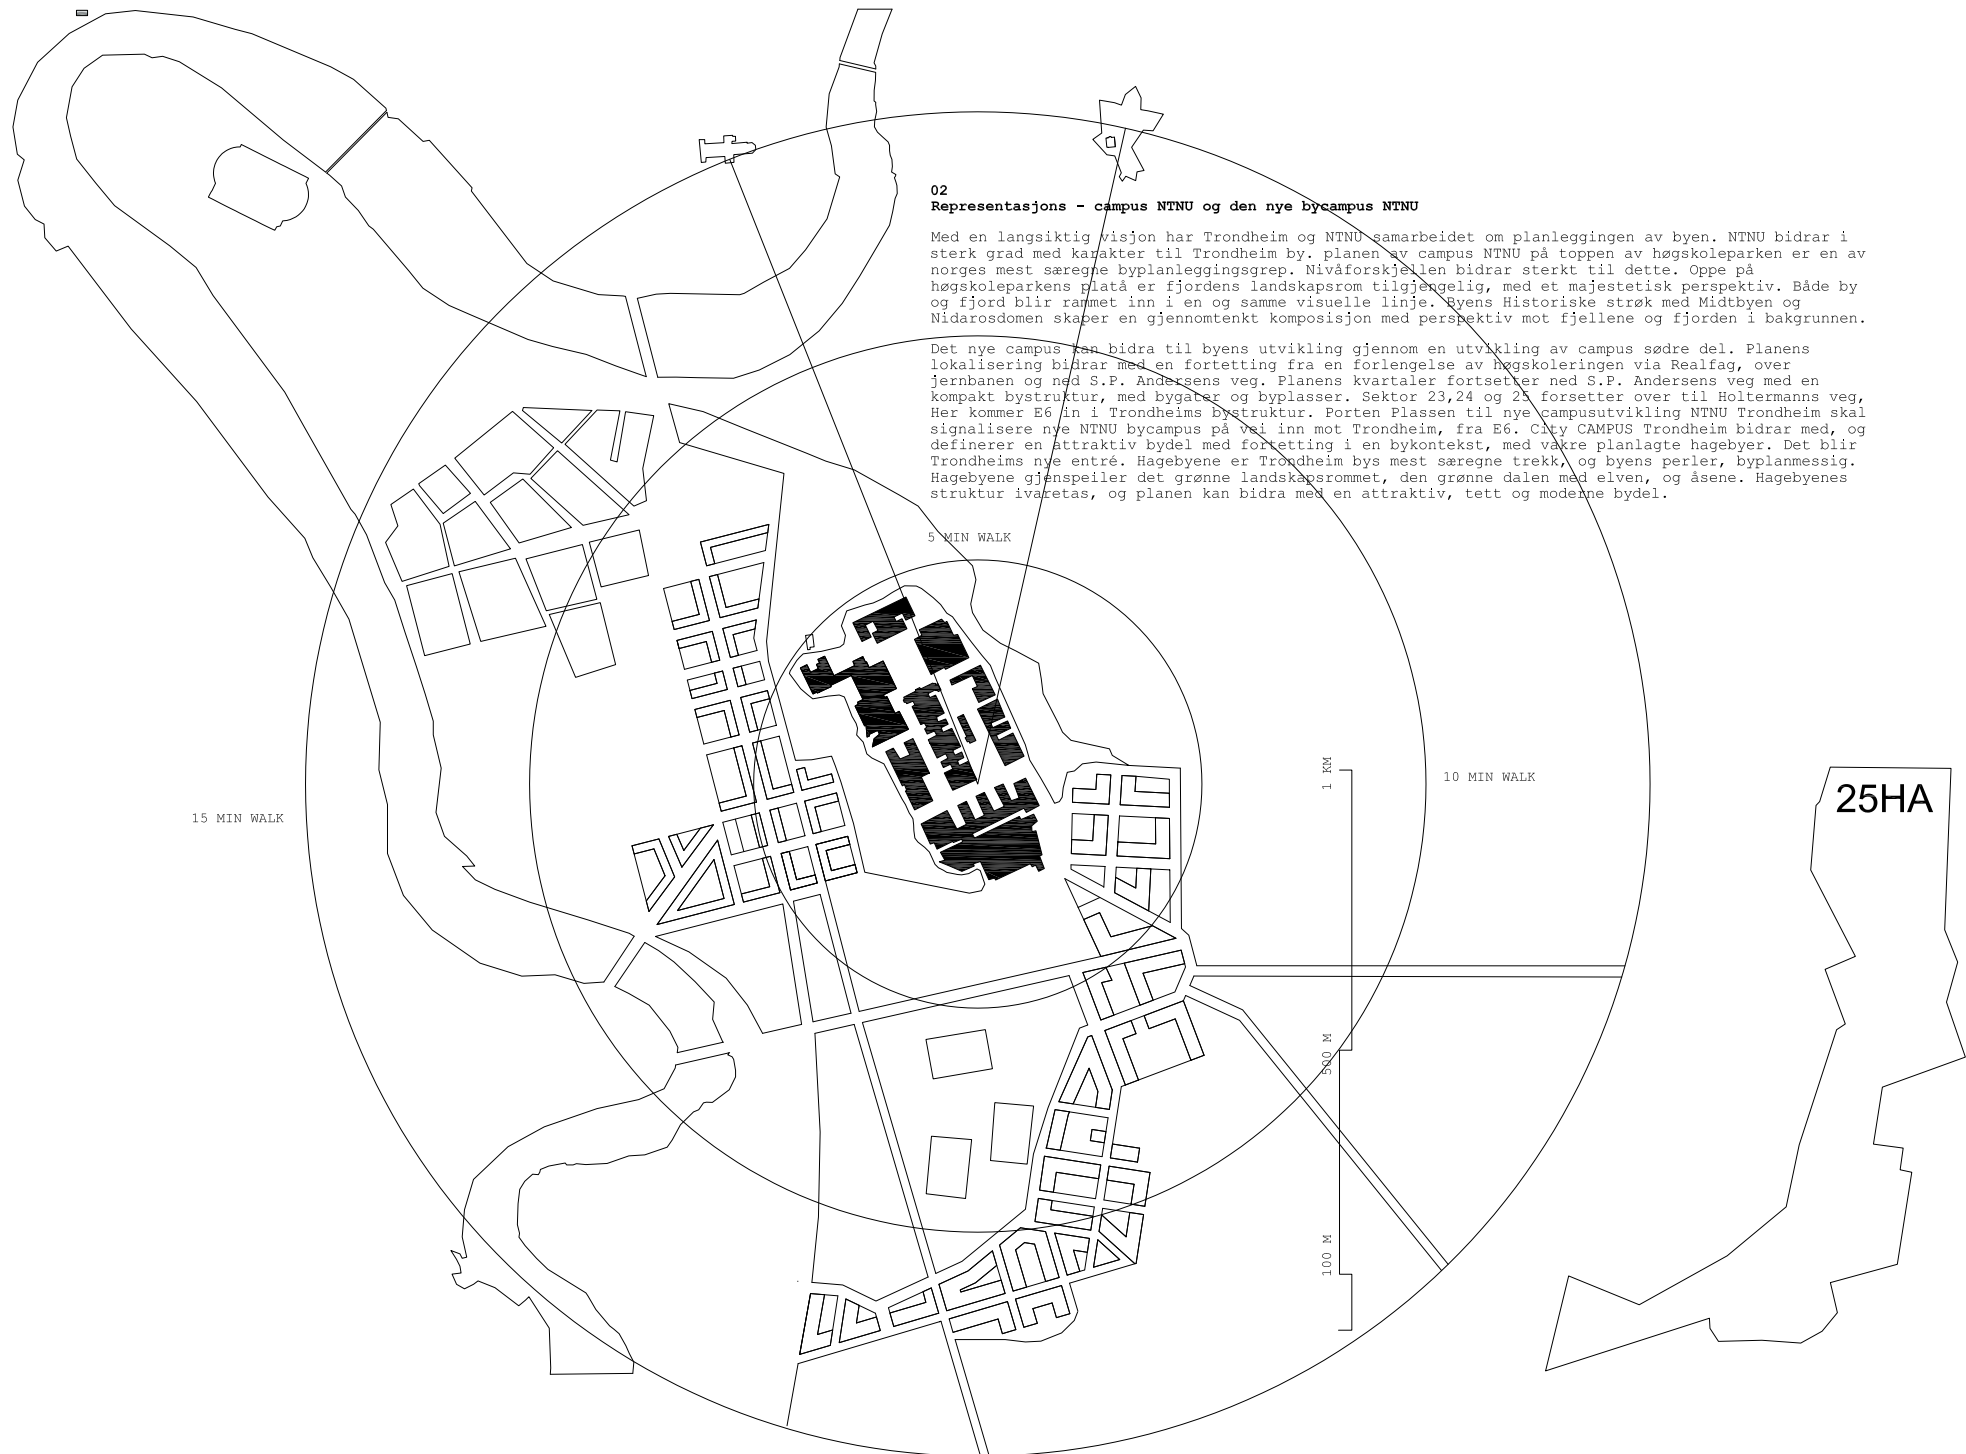 02
Representasjons - campus NTNU og den nye bycampus NTNU
Med en langsiktig visjon har Trondheim og NTNU samarbeidet om planleggingen av byen. NTNU bidrar i
sterk grad med karakter til Trondheim by. planen av campus NTNU på toppen av høgskoleparken er en av
norges mest særegne byplanleggingsgrep. Nivåforskjellen bidrar sterkt til dette. Oppe på
høgskoleparkens platå er fjordens landskapsrom tilgjengelig, med et majestetisk perspektiv. Både by
og fjord blir rammet inn i en og samme visuelle linje. Byens Historiske strøk med Midtbyen og
Nidarosdomen skaper en gjennomtenkt komposisjon med perspektiv mot fjellene og fjorden i bakgrunnen.
Det nye campus kan bidra til byens utvikling gjennom en utvikling av campus sødre del. Planens
lokalisering bidrar med en fortetting fra en forlengelse av høgskoleringen via Realfag, over
jernbanen og ned S.P. Andersens veg. Planens kvartaler fortsetter ned S.P. Andersens veg med en
kompakt bystruktur, med bygater og byplasser. Sektor 23,24 og 25 forsetter over til Holtermanns veg,
Her kommer E6 in i Trondheims bystruktur. Porten Plassen til nye campusutvikling NTNU Trondheim skal
signalisere nye NTNU bycampus på vei inn mot Trondheim, fra E6. City CAMPUS Trondheim bidrar med, og
definerer en attraktiv bydel med fortetting i en bykontekst, med vakre planlagte hagebyer. Det blir
Trondheims nye entré. Hagebyene er Trondheim bys mest særegne trekk, og byens perler, byplanmessig.
Hagebyene gjenspeiler det grønne landskapsrommet, den grønne dalen med elven, og åsene. Hagebyenes
struktur ivaretas, og planen kan bidra med en attraktiv, tett og moderne bydel.
5 MIN WALK
10 MIN WALK
15 MIN WALK
1 KM
500 M
100 M
25HA